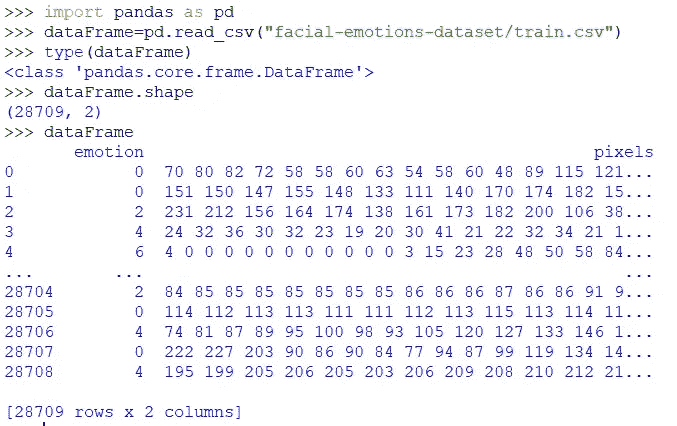 >>> import pandas as pd
>>> dataFrame=pd.read_csv("facial-emotions-dataset/train.csv")
>>> type(dataFrame)
<class 'pandas.core.frame.DataFrame'>
>>> dataFrame.shape
(28709, 2)
>>> dataFrame
emotion pixels
0 0 70 80 82 72 58 58 60 63 54 58 60 48 89 115 121...
1 0 151 150 147 155 148 133 111 140 170 174 182 15...
2 2 231 212 156 164 174 138 161 173 182 200 106 38...
3 4 24 32 36 30 32 23 19 20 30 41 21 22 32 34 21 1...
4 6 4 0 0 0 0 0 0 0 0 0 0 0 3 15 23 28 48 50 58 84...
... ... ...
28704 2 84 85 85 85 85 85 85 85 86 86 86 87 86 86 91 9...
28705 0 114 112 113 113 111 111 112 113 115 113 114 11...
28706 4 74 81 87 89 95 100 98 93 105 120 127 133 146 1...
28707 0 222 227 203 90 86 90 84 77 94 87 99 119 134 14...
28708 4 195 199 205 206 205 203 206 209 208 210 212 21...
[28709 rows x 2 columns]